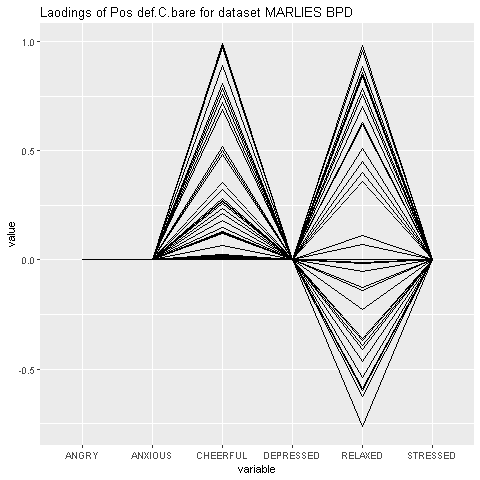 Laodings of Pos def.C.bare for dataset MARLIES BPD
1.0
0.5
0.0
-0.5
value
ANGRY ANXIOUS CHEERFUL DEPRESSED RELAXED STRESSED
variable